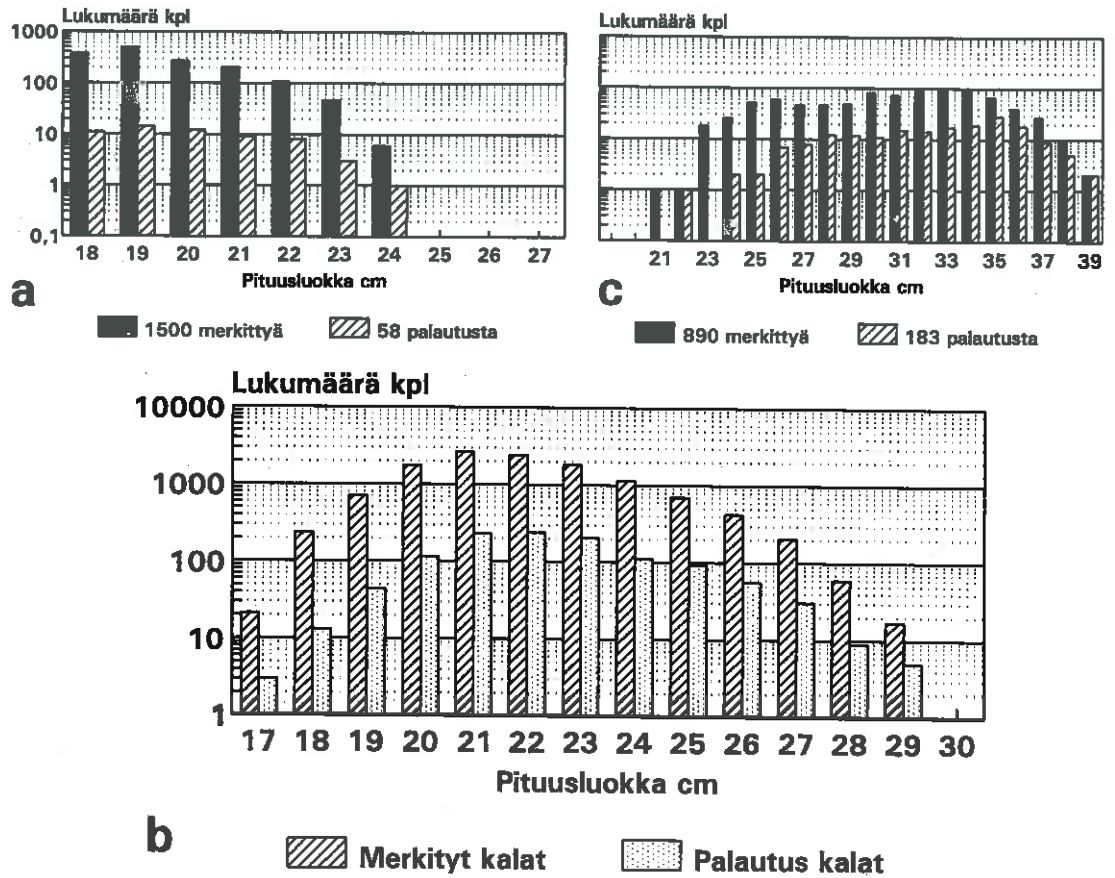 Lukumäärä kpl
1000
100
10
1
0,1
18 19 20 21 22 23 24 25 26 27
Pituusluokka cm
a
1500 merkittyä 58 palautusta
Lukumäärä kpl
21 23 25 27 29 31 33 35 37 39
Pituusluokka cm
c
890 merkittyä 183 palautusta
Lukumäärä kpl
10000
1000
100
10
1
17 18 19 20 21 22 23 24 25 26 27 28 29 30
Pituusluokka cm
b
Merkityt kalat Palautus kalat